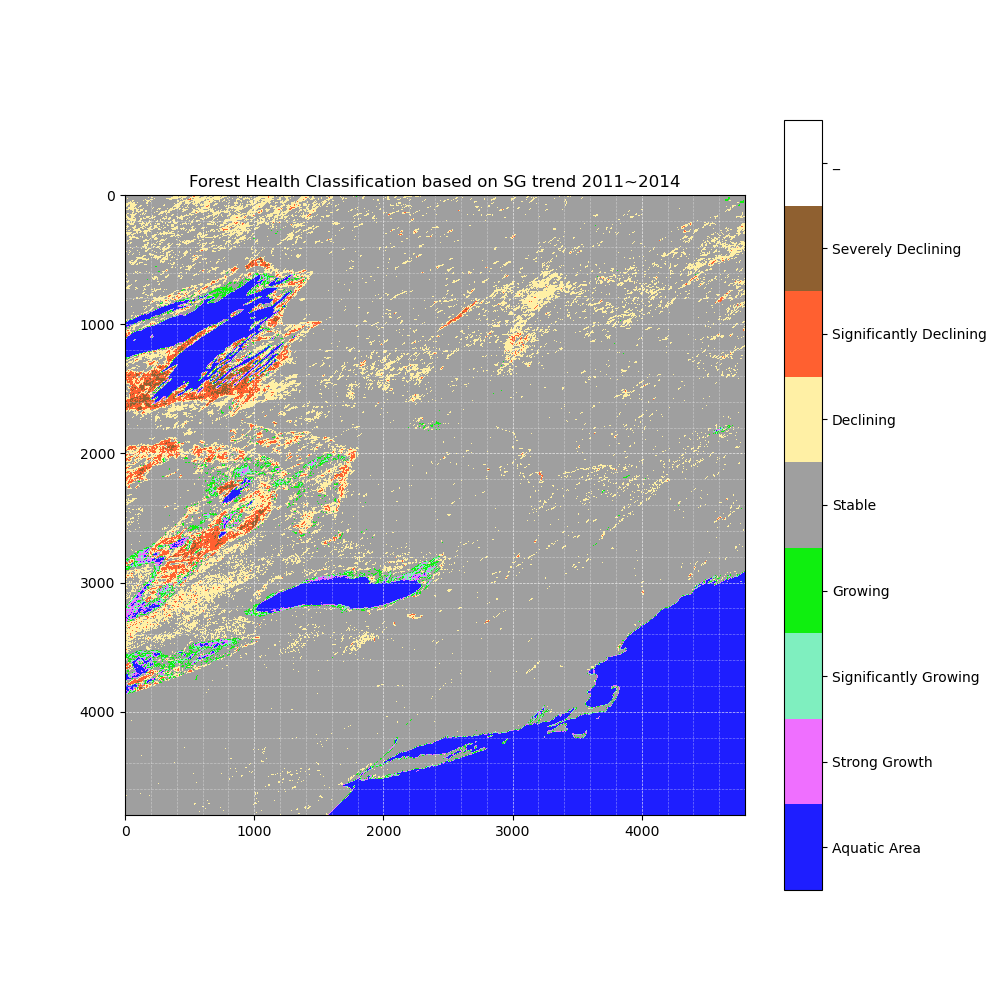 Forest Health Classification based on SG trend 2011~2014
0
1000
2000
3000
4000
0
1000
2000
3000
4000
_
Severely Declining
Significantly Declining
Declining
Stable
Growing
Significantly Growing
Strong Growth
Aquatic Area